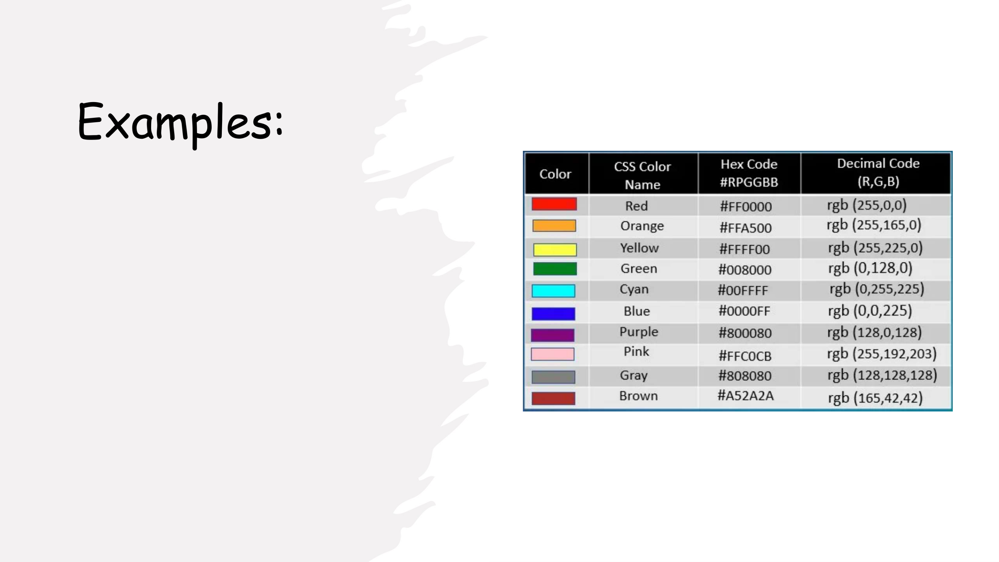 Examples:
Color CSS Color Name Hex Code #RPGGBB Decimal Code (R,G,B)
Red #FF0000 rgb (255,0,0)
Orange #FFA500 rgb (255,165,0)
Yellow #FFFF00 rgb (255,225,0)
Green #008000 rgb (0,128,0)
Cyan #00FFFF rgb (0,255,225)
Blue #0000FF rgb (0,0,225)
Purple #800080 rgb (128,0,128)
Pink #FFC0CB rgb (255,192,203)
Gray #808080 rgb (128,128,128)
Brown #A52A2A rgb (165,42,42)